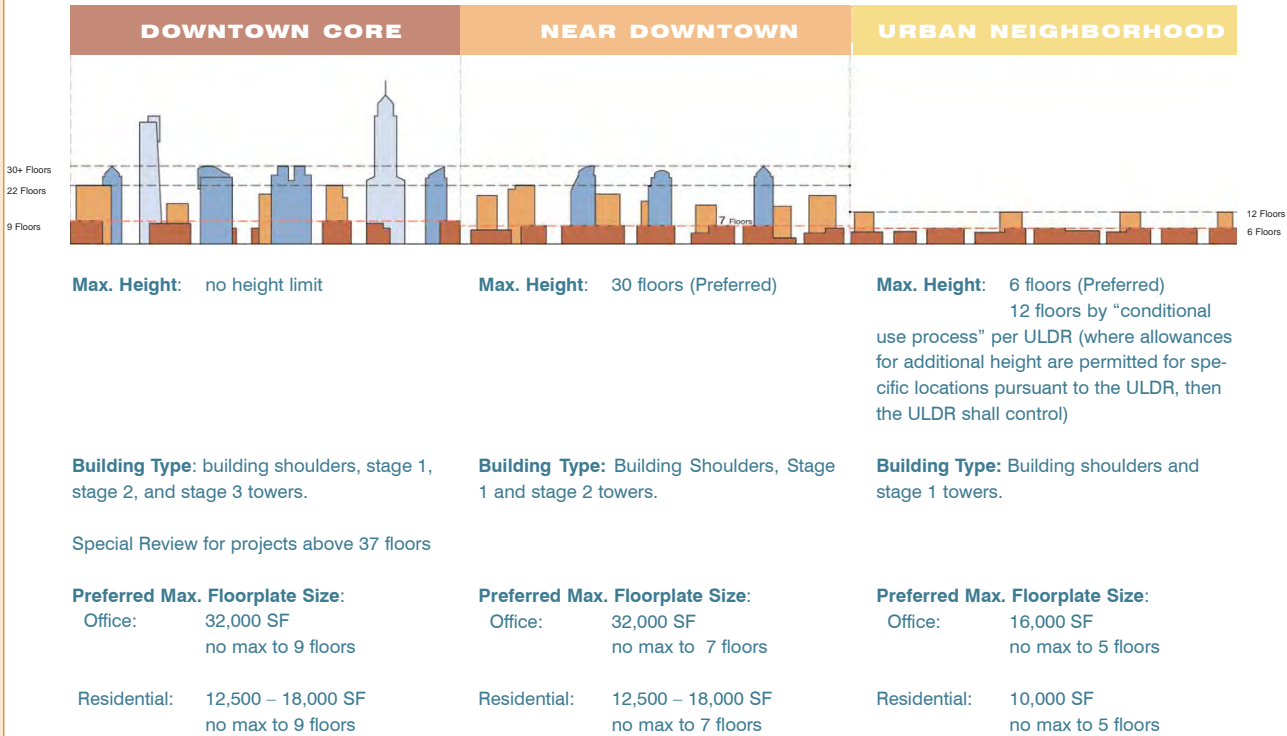 DOWNTOWN CORE
NEAR DOWNTOWN
URBAN NEIGHBORHOOD
30+ Floors
22 Floors
9 Floors
7 Floors
12 Floors
6 Floors
Max. Height: no height limit
Building Type: building shoulders, stage 1,
stage 2, and stage 3 towers.
Special Review for projects above 37 floors
Preferred Max. Floorplate Size:
Office: 32,000 SF
no max to 9 floors
Residential: 12,500 – 18,000 SF
no max to 9 floors
Max. Height: 30 floors (Preferred)
Building Type: Building Shoulders, Stage
1 and stage 2 towers.
Preferred Max. Floorplate Size:
Office: 32,000 SF
no max to 7 floors
Residential: 12,500 – 18,000 SF
no max to 7 floors
Max. Height: 6 floors (Preferred)
12 floors by “conditional
use process” per ULDR (where allowances
for additional height are permitted for spe-
cific locations pursuant to the ULDR, then
the ULDR shall control)
Building Type: Building shoulders and
stage 1 towers.
Preferred Max. Floorplate Size:
Office: 16,000 SF
no max to 5 floors
Residential: 10,000 SF
no max to 5 floors